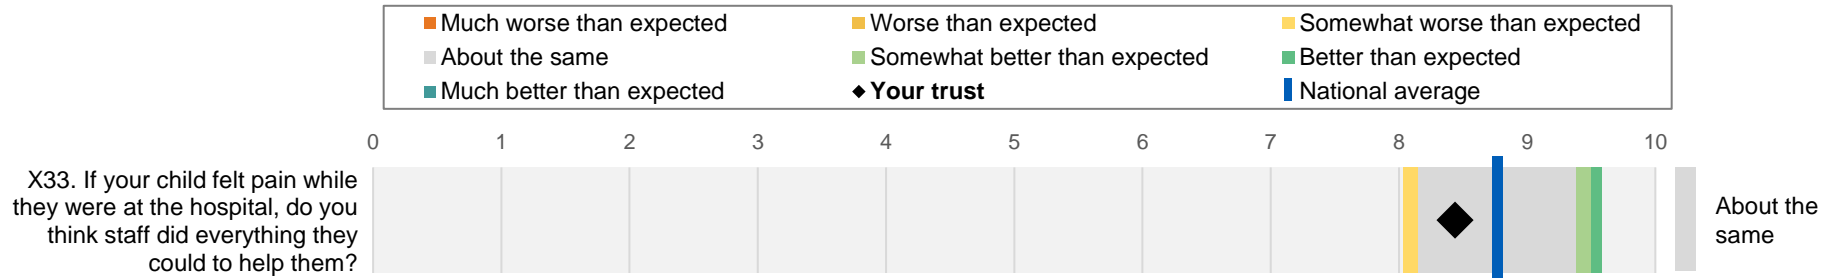 Much worse than expected
Worse than expected
Somewhat worse than expected
About the same
Somewhat better than expected
Better than expected
Much better than expected
Your trust
National average
0 1 2 3 4 5 6 7 8 9 10
X33. If your child felt pain while
they were at the hospital, do you
think staff did everything they
could to help them?
About the
same